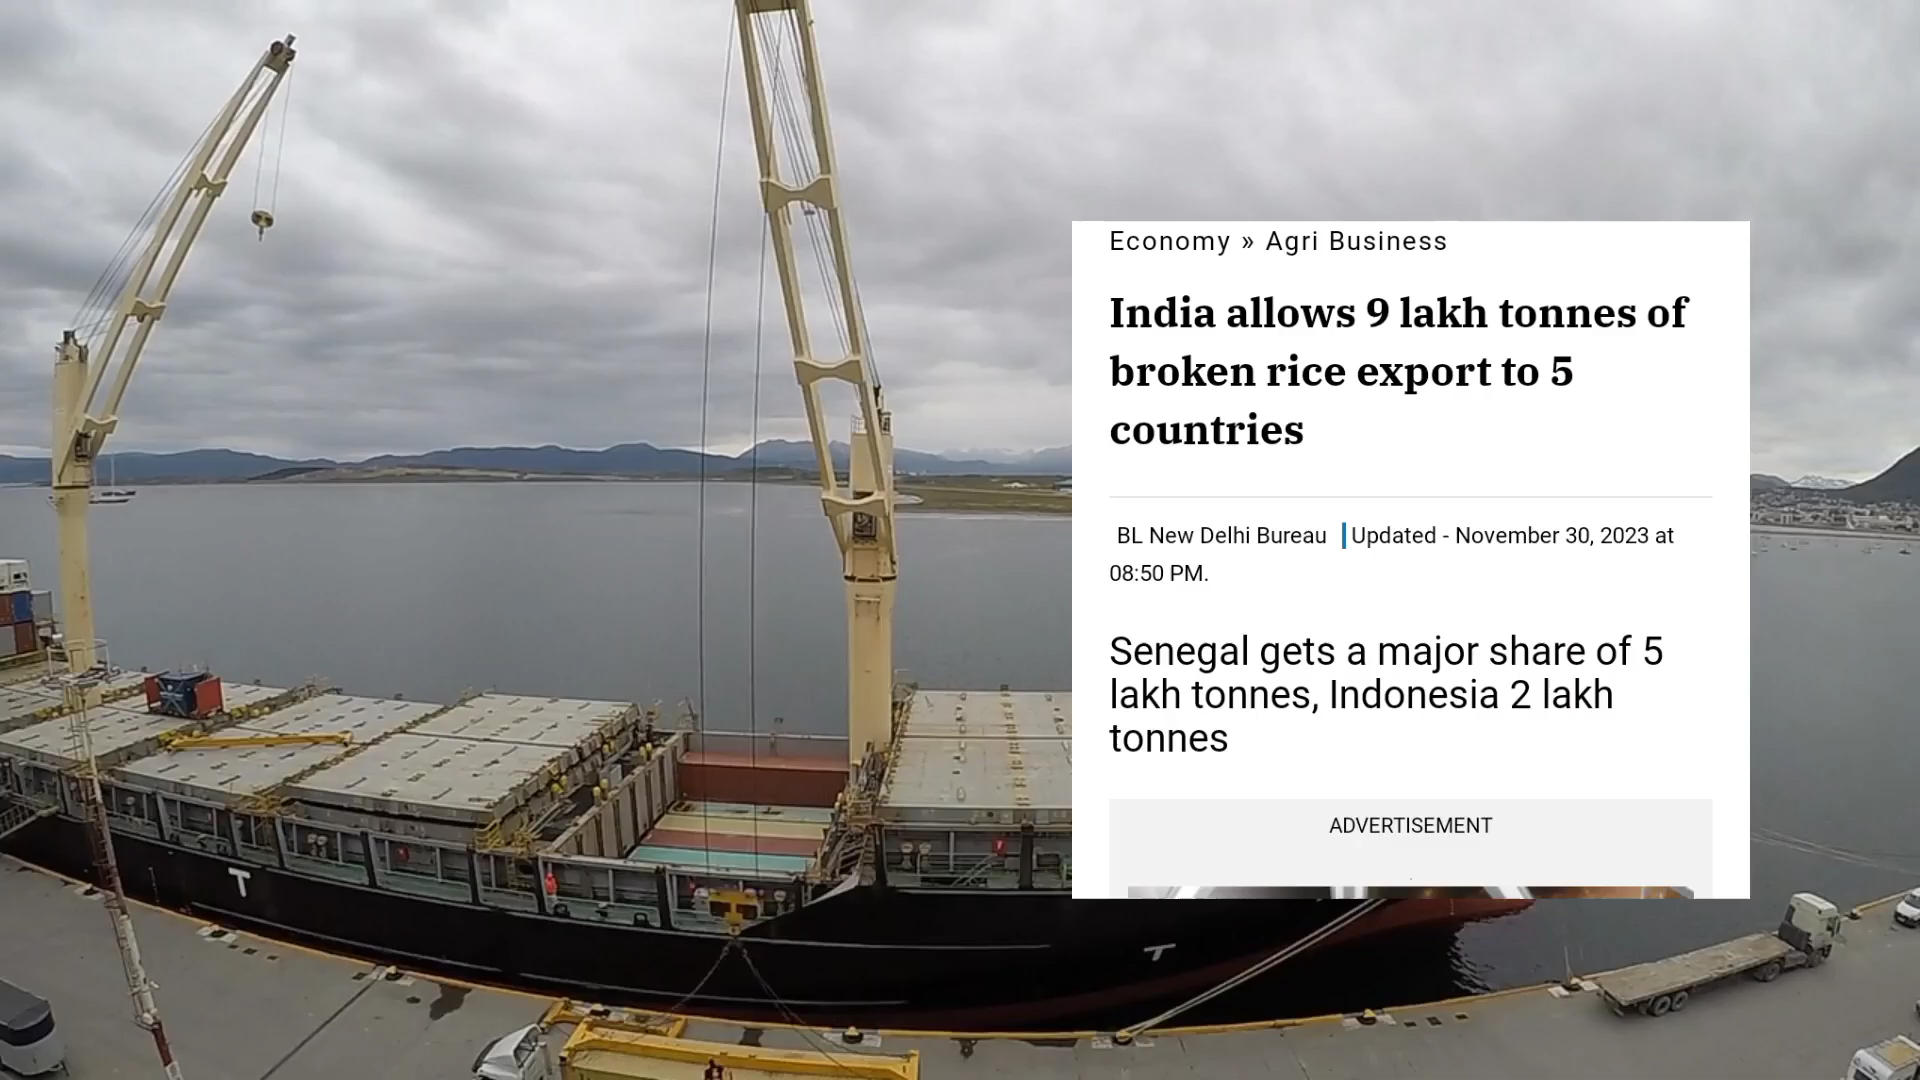 Economy » Agri Business
India allows 9 lakh tonnes of
broken rice export to 5
countries
BL New Delhi Bureau
Updated - November 30, 2023 at
08:50 PM.
Senegal gets a major share of 5
lakh tonnes, Indonesia 2 lakh
tonnes
ADVERTISEMENT
T
T